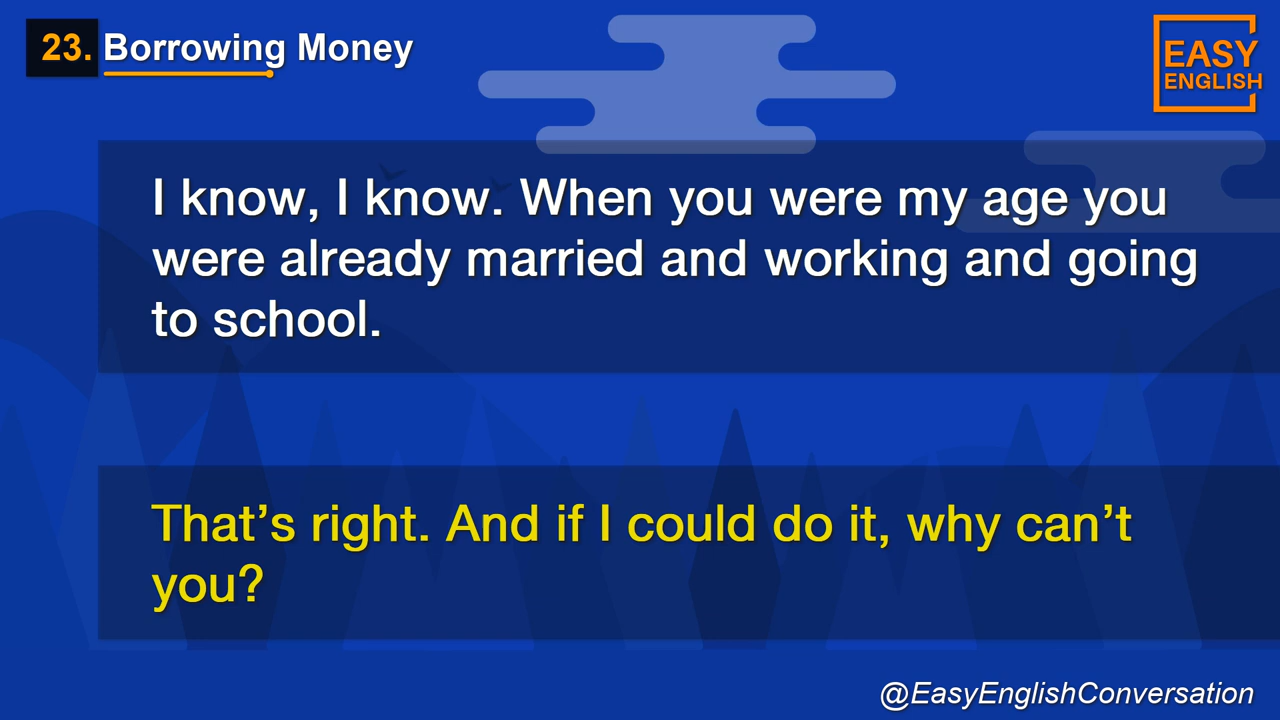 23. Borrowing Money
EASY
ENGLISH
I know, I know. When you were my age you
were already married and working and going
to school.
That’s right. And if I could do it, why can’t
you?
@EasyEnglishConversation